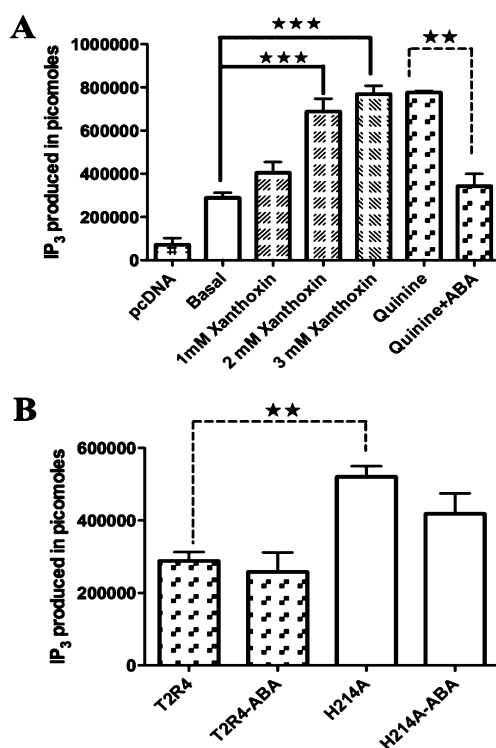 A
★★★
★★★
★★
IP3 produced in picomoles
1000000
800000
600000
400000
200000
0
pcDNA
Basal
1mM Xanthoxin
2 mM Xanthoxin
3 mM Xanthoxin
Quinine
Quinine+ABA
B
★★
IP3 produced in picomoles
600000
400000
200000
0
T2R4
T2R4-ABA
H214A
H214A-ABA